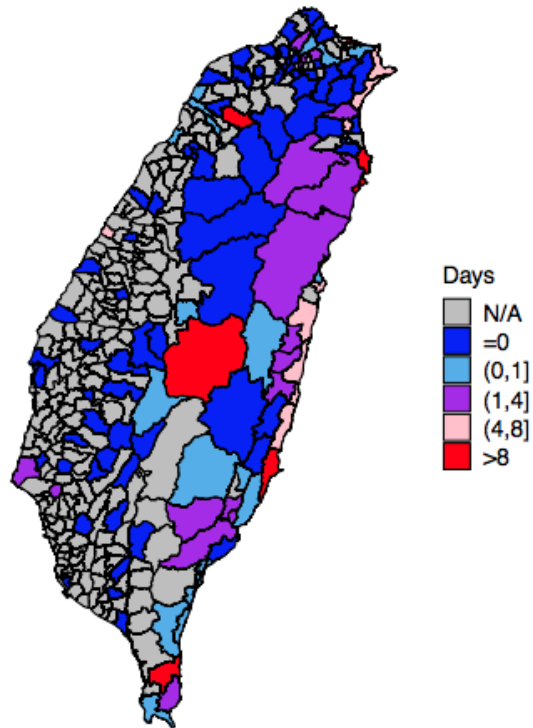 Days
N/A
=0
(0,1]
(1,4]
(4,8]
>8